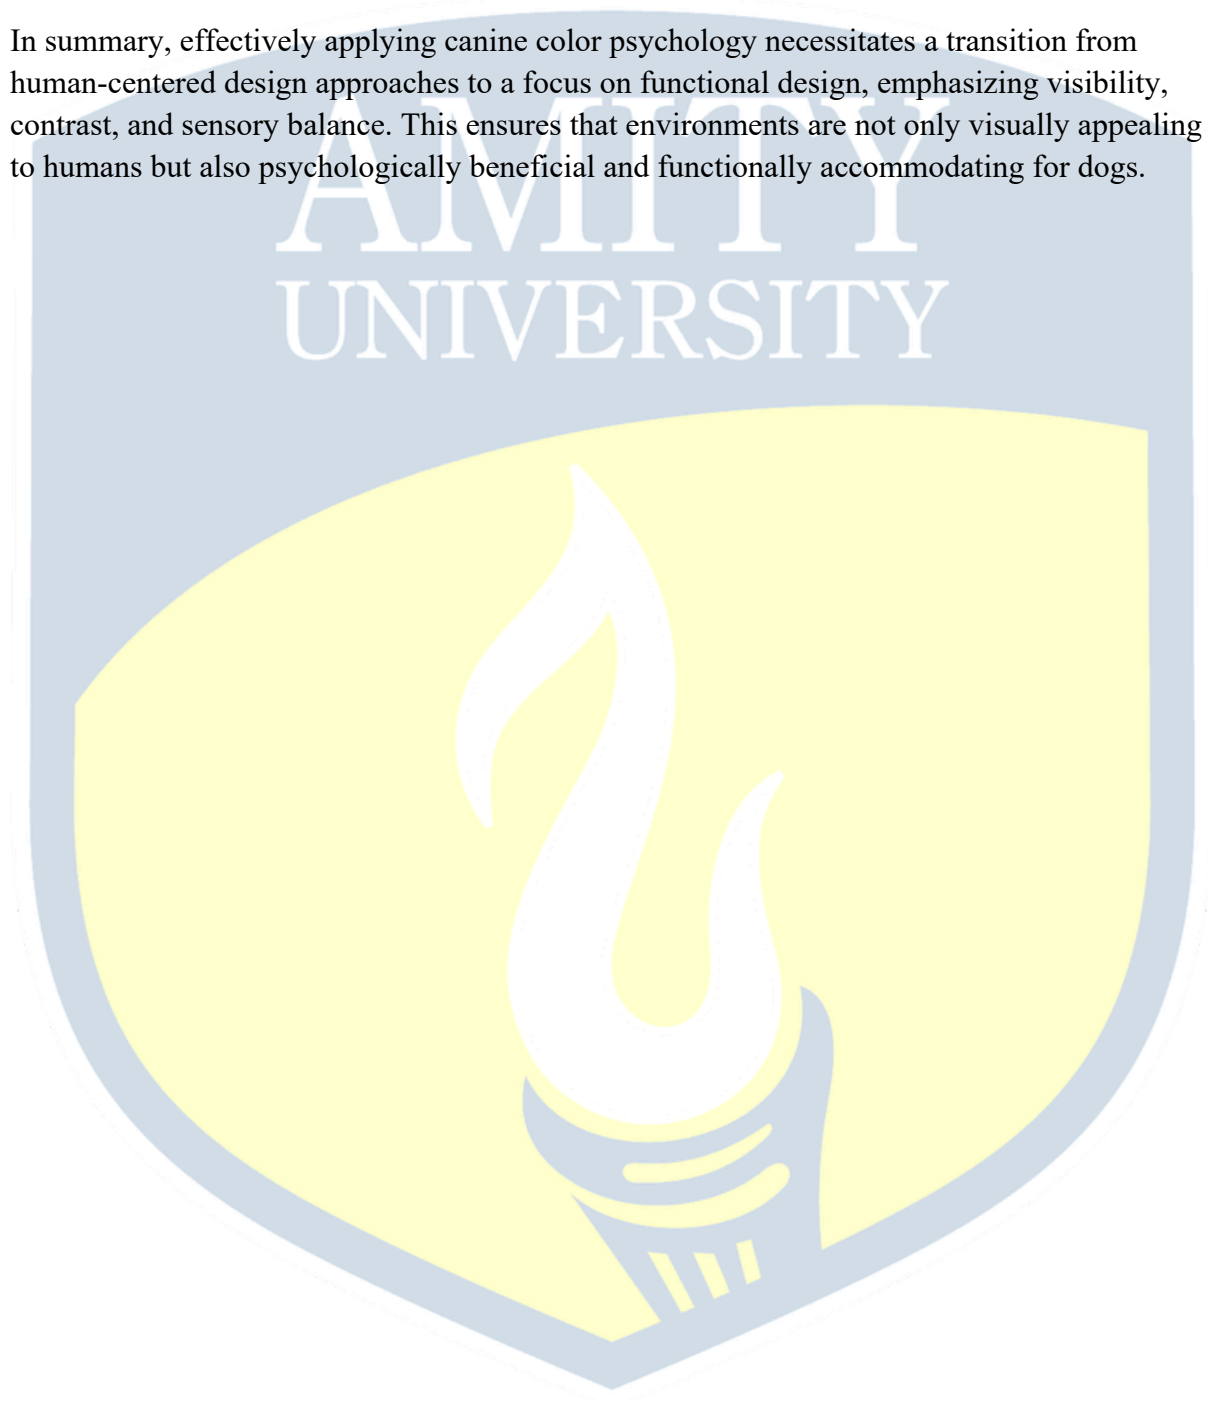 In summary, effectively applying canine color psychology necessitates a transition from
human-centered design approaches to a focus on functional design, emphasizing visibility,
contrast, and sensory balance. This ensures that environments are not only visually appealing
to humans but also psychologically beneficial and functionally accommodating for dogs.
AMITY
UNIVERSITY